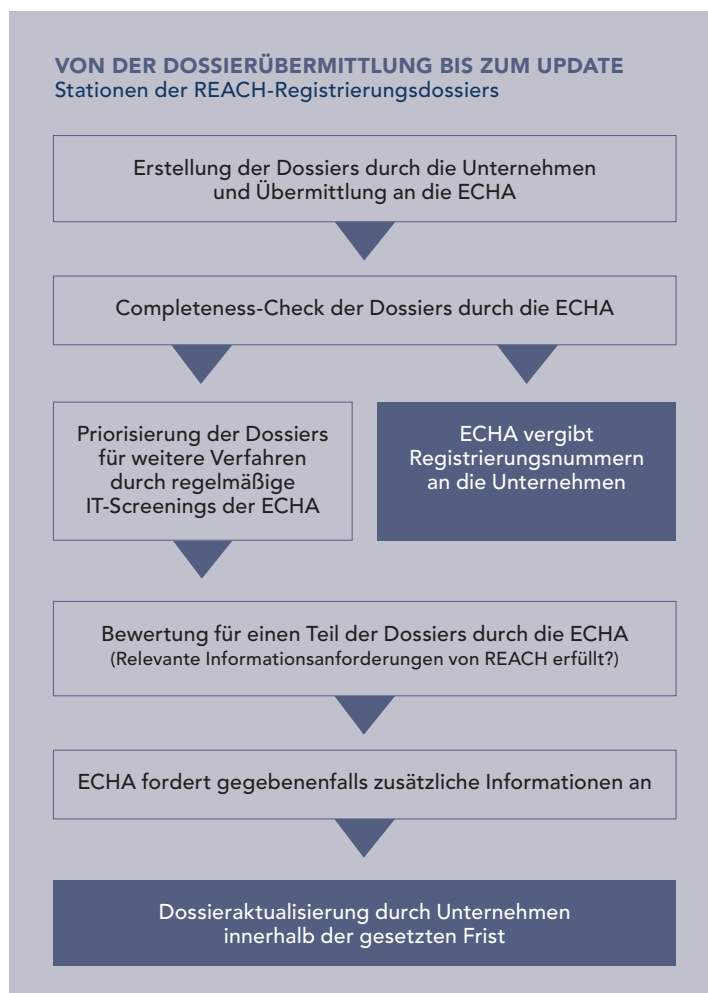 VON DER DOSSIERÜBERMITTLUNG BIS ZUM UPDATE
Stationen der REACH-Registrierungsdossiers
Erstellung der Dossiers durch die Unternehmen
und Übermittlung an die ECHA
Completeness-Check der Dossiers durch die ECHA
Priorisierung der Dossiers
für weitere Verfahren
durch regelmäßige
IT-Screenings der ECHA
ECHA vergibt
Registrierungsnummern
an die Unternehmen
Bewertung für einen Teil der Dossiers durch die ECHA
(Relevante Informationsanforderungen von REACH erfüllt?)
ECHA fordert gegebenenfalls zusätzliche Informationen an
Dossieraktualisierung durch Unternehmen
innerhalb der gesetzten Frist